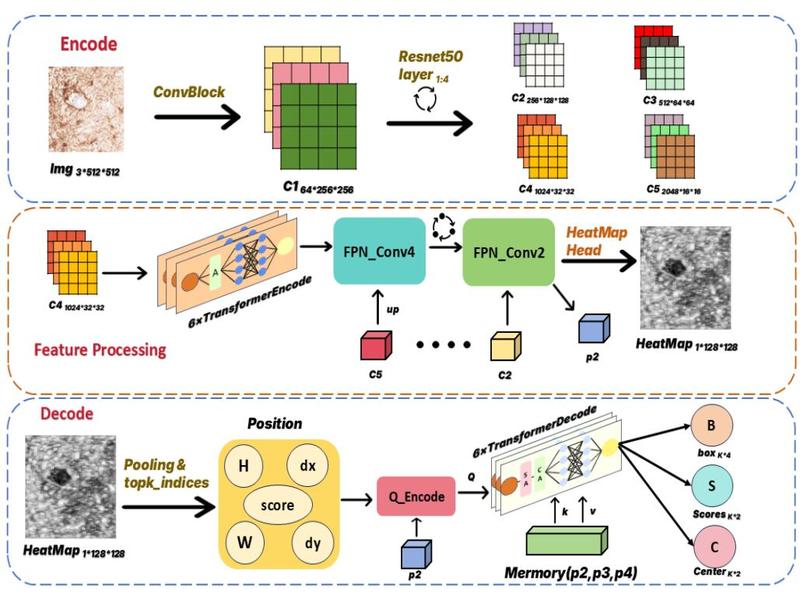 Encode
Img 3*512*512
ConvBlock
C1 64*256*256
Resnet50
layer 1:4
C2 256*128*128
C3 512*64*64
C4 1024*32*32
C5 2048*16*16
C4 1024*32*32
Feature Processing
A
6×TransformerEncode
FPN_Conv4
up
C5
FPN_Conv2
C2
p2
HeatMap
Head
HeatMap 1*128*128
Decode
HeatMap 1*128*128
Pooling &
topk_indices
Position
H
dx
score
W
dy
Q_Encode
p2
Q
6×TransformerDecode
S A
C A
k
v
Mermory(p2,p3,p4)
B
box K*4
S
Scores K*2
C
Center K*2